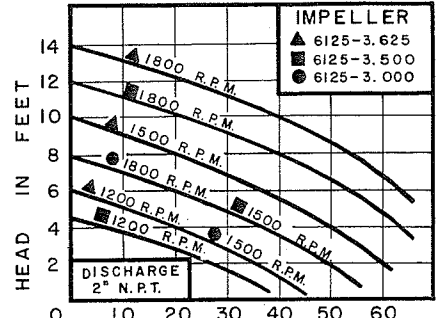 IMPELLER
▲ 6125-3.625
■ 6125-3.500
● 6125-3.000
HEAD IN FEET
14
12
10
8
6
4
2
▲ 1800 R.P.M.
■ 1800 R.P.M.
▲ 1500 R.P.M.
● 1800 R.P.M.
■ 1500 R.P.M.
▲ 1200 R.P.M.
● 1500 R.P.M.
■ 1200 R.P.M.
DISCHARGE
2" N.P.T.
0 10 20 30 40 50 60